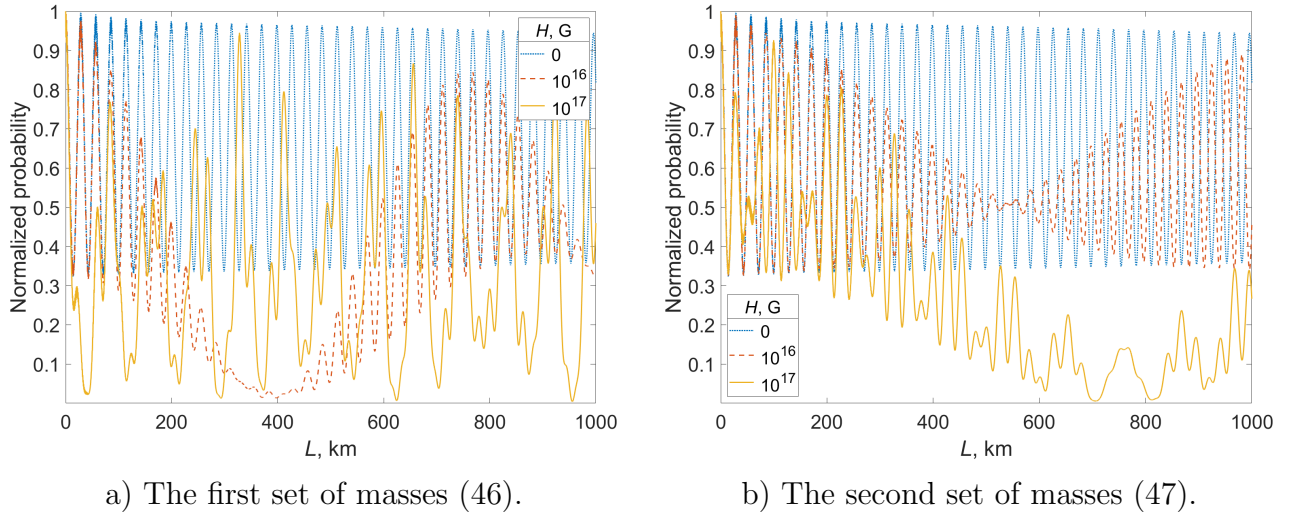 1
0.9
0.8
0.7
0.6
0.5
0.4
0.3
0.2
0.1
Normalized probability
0 200 400 600 800 1000
L, km
H, G
0
10^16
10^17
a) The first set of masses (46).
1
0.9
0.8
0.7
0.6
0.5
0.4
0.3
0.2
0.1
Normalized probability
0 200 400 600 800 1000
L, km
H, G
0
10^16
10^17
b) The second set of masses (47).